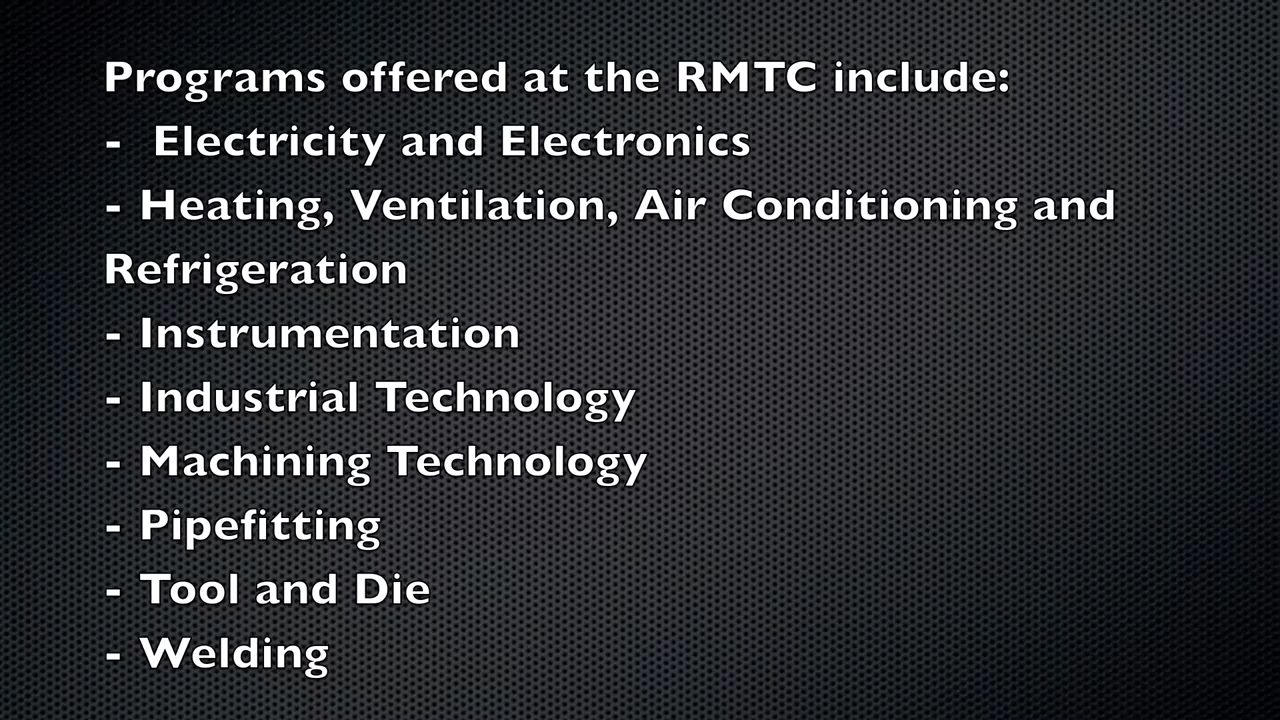 Programs offered at the RMTC include:
-  Electricity and Electronics
- Heating, Ventilation, Air Conditioning and
Refrigeration
- Instrumentation
- Industrial Technology
- Machining Technology
- Pipefitting
- Tool and Die
- Welding